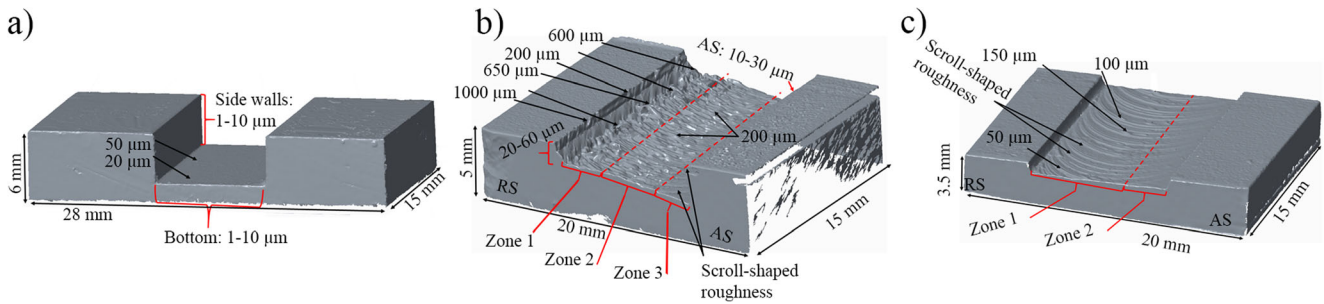 a)
Side walls:
1-10 µm
50 µm
20 µm
6 mm
28 mm
15 mm
Bottom: 1-10 µm
b)
600 µm
200 µm
650 µm
1000 µm
AS: 10-30 µm
200 µm
20-60 µm
5 mm
RS
AS
Zone 1
Zone 2
Zone 3
20 mm
15 mm
Scroll-shaped
roughness
c)
Scroll-shaped
roughness
150 µm
100 µm
50 µm
3.5 mm
RS
AS
Zone 1
Zone 2
20 mm
15 mm